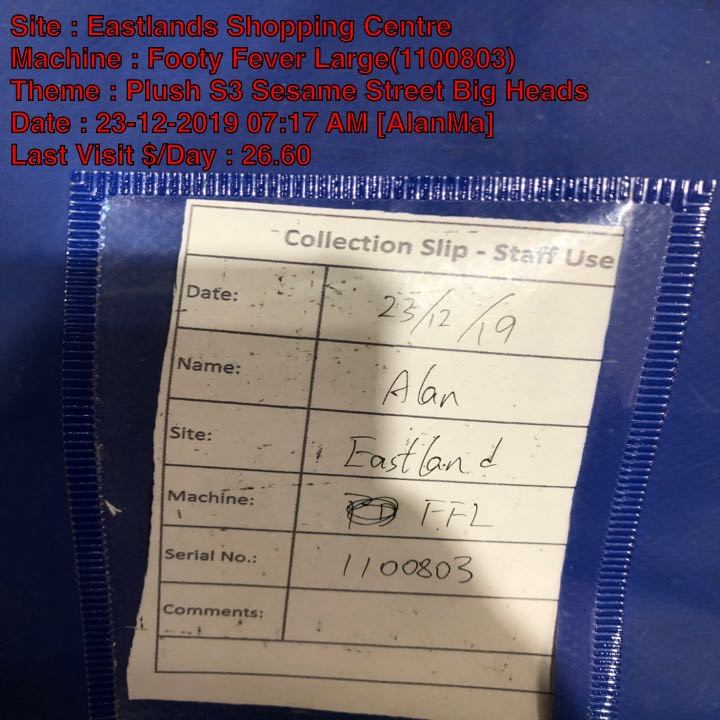 Site : Eastlands Shopping Centre
Machine : Footy Fever Large(1100803)
Theme : Plush S3 Sesame Street Big Heads
Date : 23-12-2019 07:17 AM [AlanMa]
Last Visit $/Day : 26.60
Collection Slip - Staff Use
Date: 23/12/19
Name: Alan
Site: Eastland
Machine: FFL
Serial No.: 1100803
Comments: